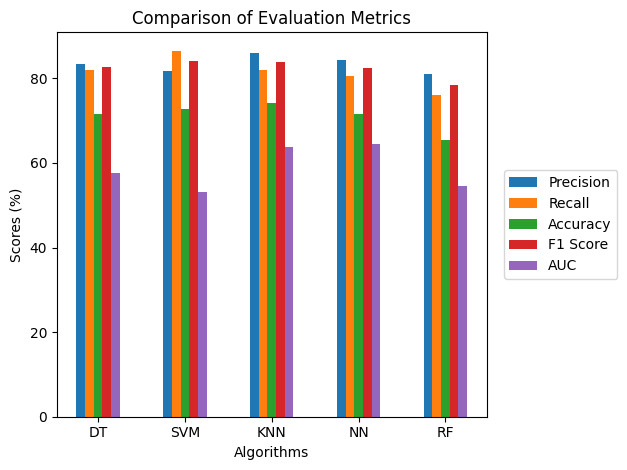 Comparison of Evaluation Metrics
80
60
40
20
0
Scores (%)
DT SVM KNN NN RF
Algorithms
Precision
Recall
Accuracy
F1 Score
AUC